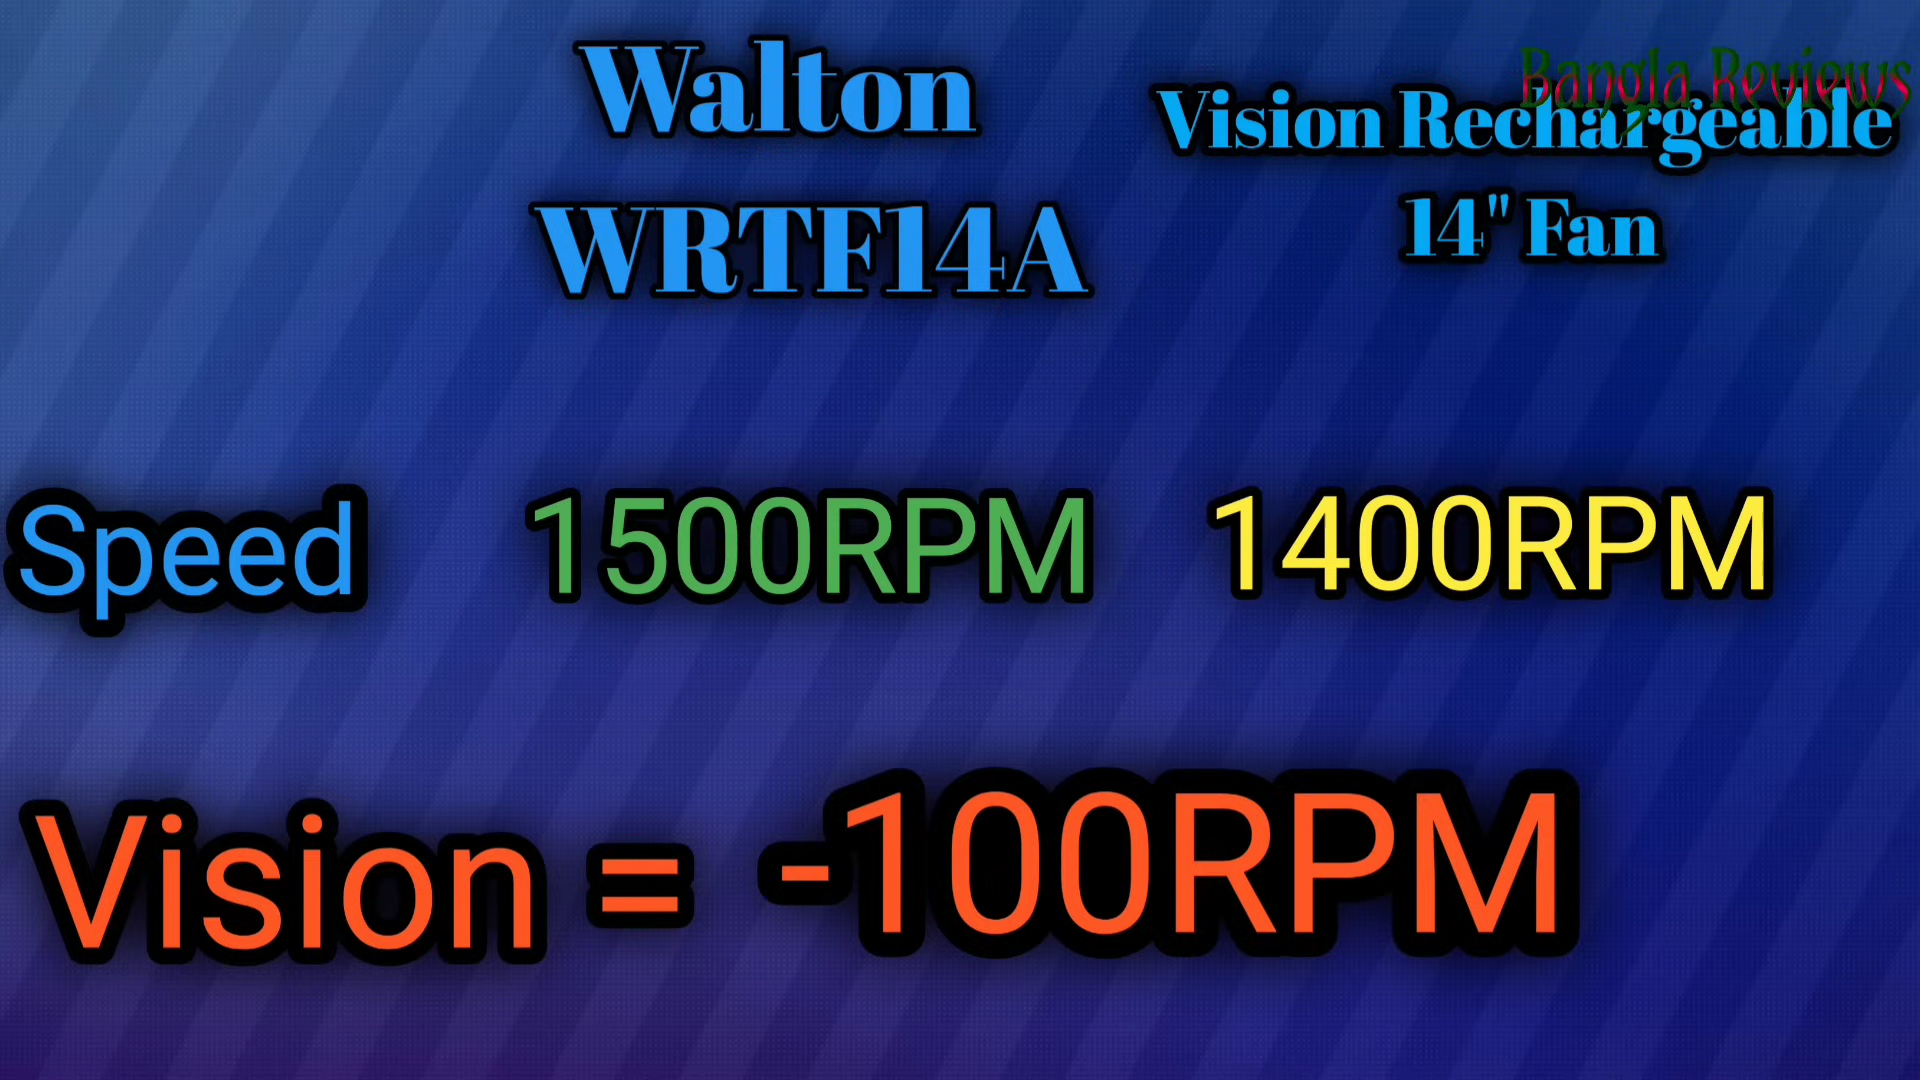 Walton
WRTF14A
Bangla Reviews
Vision Rechargeable
14" Fan
Speed 1500RPM 1400RPM
Vision = -100RPM